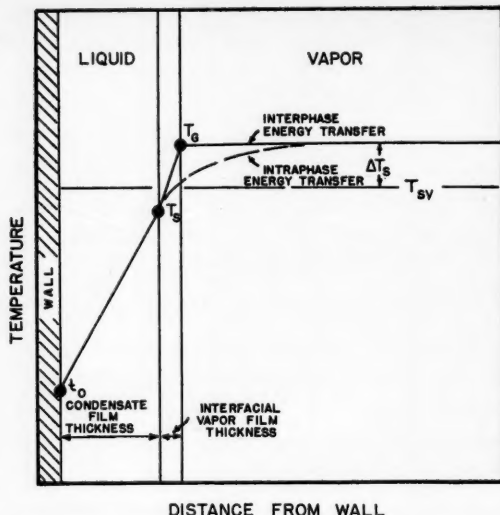 LIQUID
VAPOR
T_G
INTERPHASE
ENERGY TRANSFER
ΔT_S
INTRAPHASE
ENERGY TRANSFER
T_SV
T_S
TEMPERATURE
WALL
t_o
CONDENSATE
FILM
THICKNESS
INTERFACIAL
VAPOR FILM
THICKNESS
DISTANCE FROM WALL